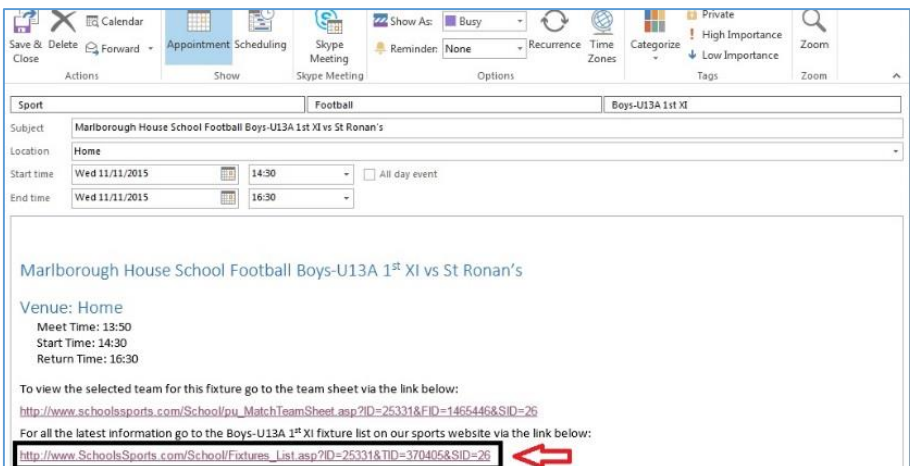 Calendar Show As: Busy Private
Save & Close Delete Forward Appointment Scheduling Skype Meeting Reminder: None Recurrence Time Zones Categorize High Importance Low Importance Zoom
Actions Show Skype Meeting Options Tags Zoom
Sport Football Boys-U13A 1st XI
Subject Marlborough House School Football Boys-U13A 1st XI vs St Ronan's
Location Home
Start time Wed 11/11/2015 14:30 All day event
End time Wed 11/11/2015 16:30
Marlborough House School Football Boys-U13A 1st XI vs St Ronan's
Venue: Home
Meet Time: 13:50
Start Time: 14:30
Return Time: 16:30
To view the selected team for this fixture go to the team sheet via the link below:
http://www.schoolssports.com/School/pu_MatchTeamSheet.asp?ID=25331&FID=1465446&SID=26
For all the latest information go to the Boys-U13A 1st XI fixture list on our sports website via the link below:
http://www.SchoolsSports.com/School/Fixtures_List.asp?ID=25331&TID=370405&SID=26